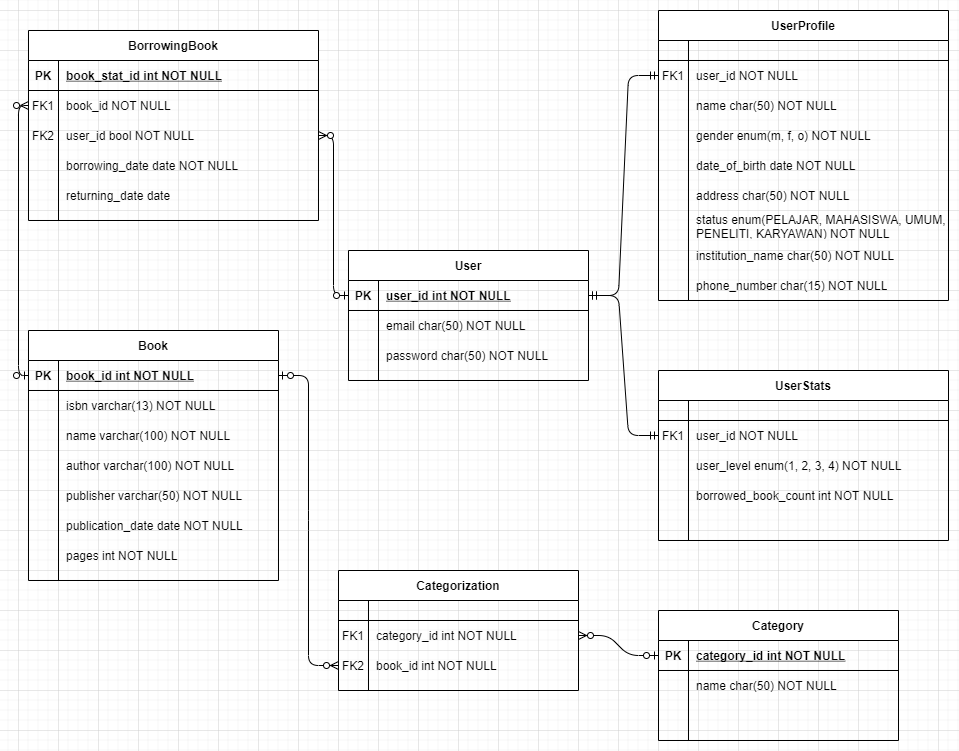 BorrowingBook
PK book_stat_id int NOT NULL
FK1 book_id NOT NULL
FK2 user_id bool NOT NULL
borrowing_date date NOT NULL
returning_date date
UserProfile
FK1 user_id NOT NULL
name char(50) NOT NULL
gender enum(m, f, o) NOT NULL
date_of_birth date NOT NULL
address char(50) NOT NULL
status enum(PELAJAR, MAHASISWA, UMUM,
PENELITI, KARYAWAN) NOT NULL
institution_name char(50) NOT NULL
phone_number char(15) NOT NULL
User
PK user_id int NOT NULL
email char(50) NOT NULL
password char(50) NOT NULL
Book
PK book_id int NOT NULL
isbn varchar(13) NOT NULL
name varchar(100) NOT NULL
author varchar(100) NOT NULL
publisher varchar(50) NOT NULL
publication_date date NOT NULL
pages int NOT NULL
UserStats
FK1 user_id NOT NULL
user_level enum(1, 2, 3, 4) NOT NULL
borrowed_book_count int NOT NULL
Categorization
FK1 category_id int NOT NULL
FK2 book_id int NOT NULL
Category
PK category_id int NOT NULL
name char(50) NOT NULL